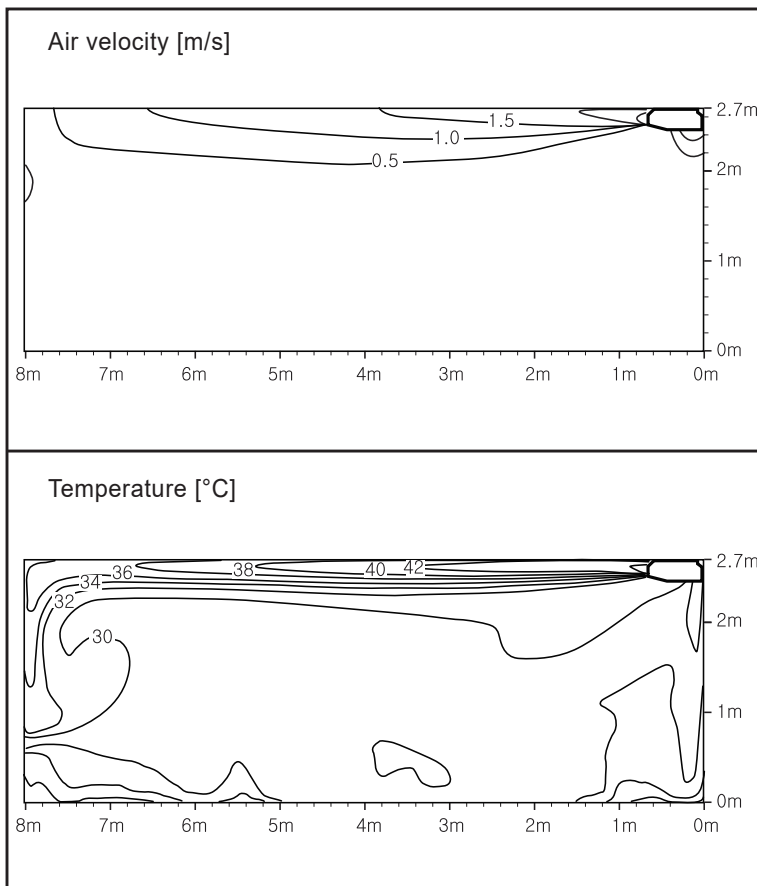 Air velocity [m/s]
2.7m
1.5
1.0
0.5
2m
1m
0m
8m 7m 6m 5m 4m 3m 2m 1m 0m
Temperature [°C]
2.7m
36 38 40 42
34
32
2m
30
1m
0m
8m 7m 6m 5m 4m 3m 2m 1m 0m